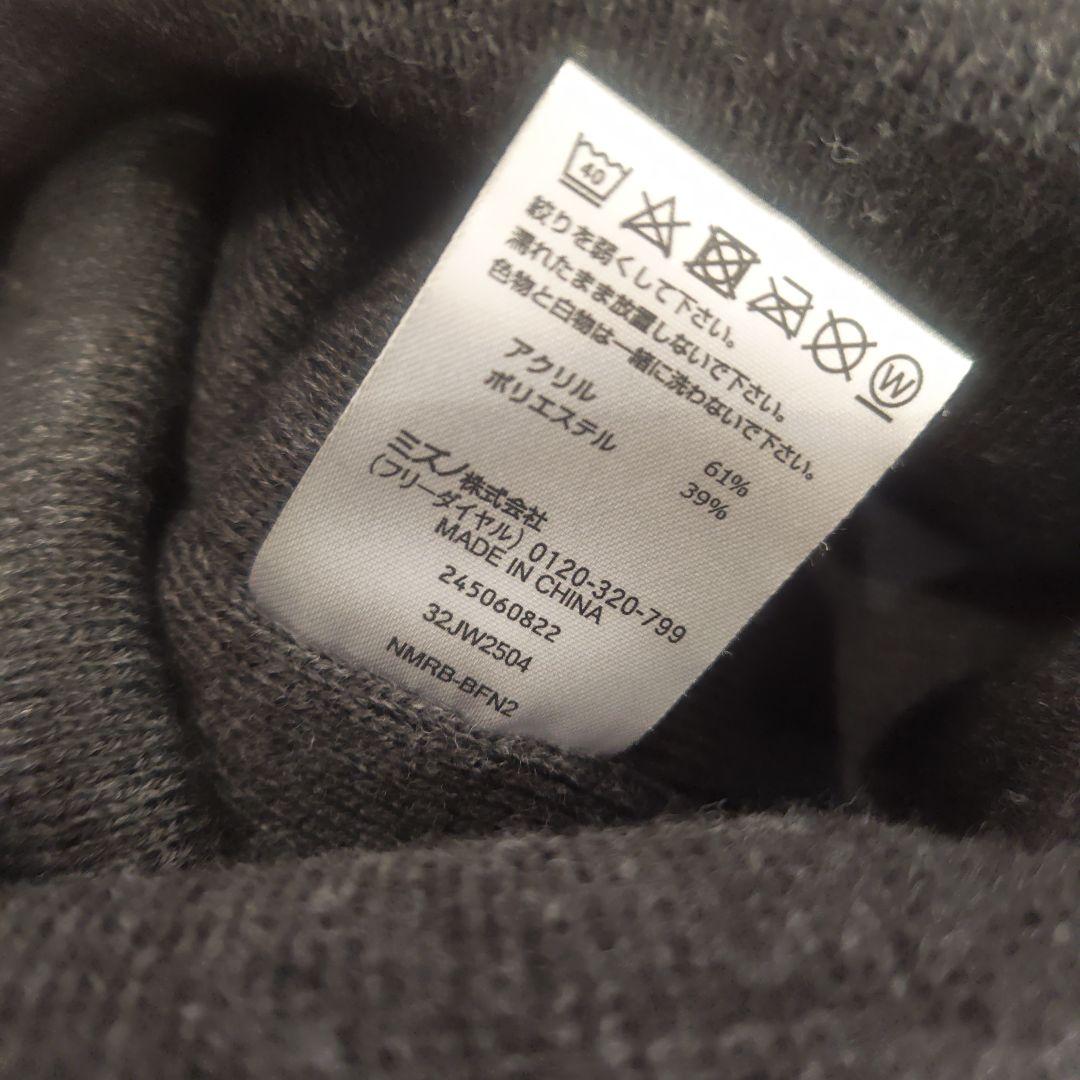 40
W
絞りを弱くして下さい。
濡れたまま放置しないで下さい。
色物と白物は一緒に洗わないで下さい。
アクリル 61%
ポリエステル 39%
ミズノ株式会社
(フリーダイヤル) 0120-320-799
MADE IN CHINA
245060822
32JW2504
NMRB-BFN2